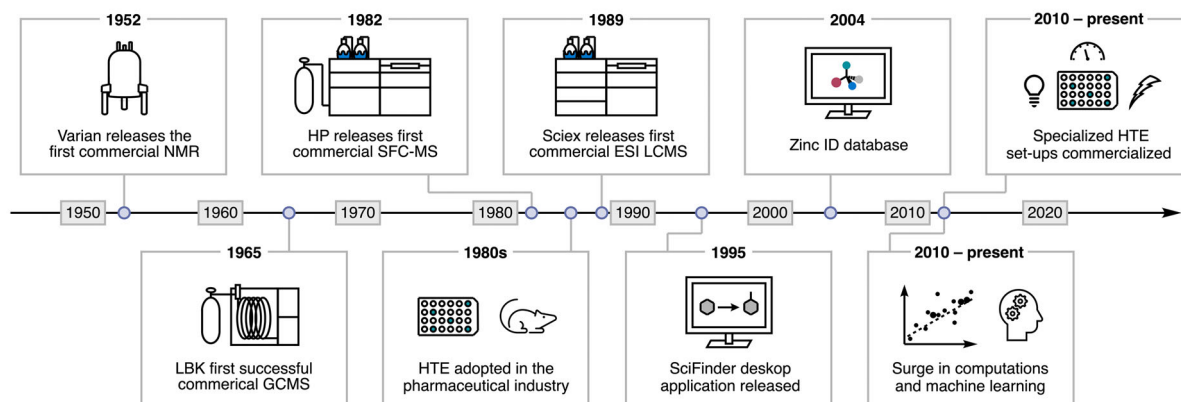 1952
Varian releases the
first commercial NMR
1982
HP releases first
commercial SFC-MS
1989
Sciex releases first
commercial ESI LCMS
2004
Zinc ID database
2010 – present
Specialized HTE
set-ups commercialized
1950
1960
1970
1980
1990
2000
2010
2020
1965
LBK first successful
commerical GCMS
1980s
HTE adopted in the
pharmaceutical industry
1995
SciFinder deskop
application released
2010 – present
Surge in computations
and machine learning